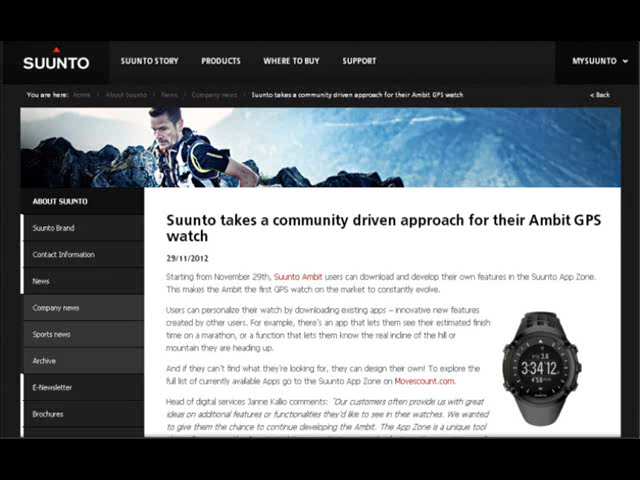 SUUNTO
SUUNTO STORY PRODUCTS WHERE TO BUY SUPPORT MYSUUNTO
You are here: Home / About Suunto / News / Company news / Suunto takes a community driven approach for their Ambit GPS watch < Back
ABOUT SUUNTO
Suunto Brand
Contact Information
News
Company news
Sports news
Archive
E-Newsletter
Brochures
Suunto takes a community driven approach for their Ambit GPS
watch
29/11/2012
Starting from November 29th, Suunto Ambit users can download and develop their own features in the Suunto App Zone.
This makes the Ambit the first GPS watch on the market to constantly evolve.
Users can personalize their watch by downloading existing apps – innovative new features
created by other users. For example, there's an app that lets them see their estimated finish
time on a marathon, or a function that lets them know the real incline of the hill or
mountain they are heading up.
And if they can't find what they're looking for, they can design their own! To explore the
full list of currently available Apps go to the Suunto App Zone on Movescount.com.
Head of digital services Janne Kallio comments: "Our customers often provide us with great
ideas on additional features or functionalities they'd like to see in their watches. We wanted
to give them the chance to continue developing the Ambit. The App Zone is a unique tool
3:34'12
SUUNTO